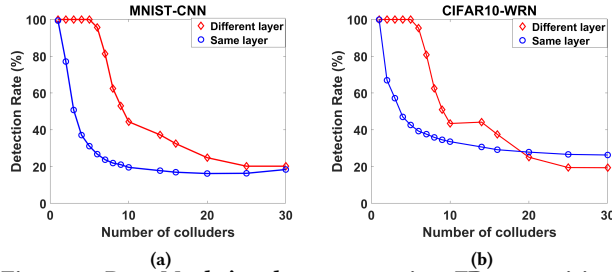 MNIST-CNN
Different layer
Same layer
Detection Rate (%)
100
80
60
40
20
0
0
10
20
30
Number of colluders
(a)
CIFAR10-WRN
Different layer
Same layer
Detection Rate (%)
100
80
60
40
20
0
0
10
20
30
Number of colluders
(b)